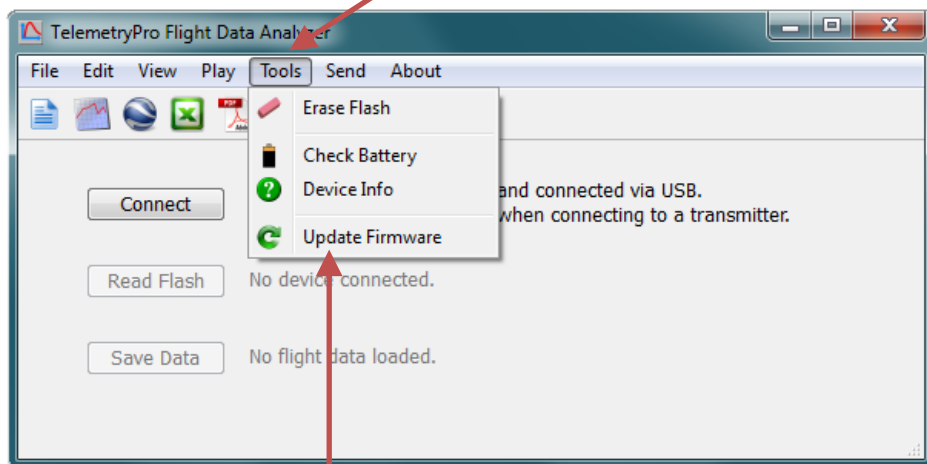 TelemetryPro Flight Data Analyzer
File Edit View Play Tools Send About
Erase Flash
Check Battery
Device Info
Update Firmware
Connect
and connected via USB.
when connecting to a transmitter.
Read Flash No device connected.
Save Data No flight data loaded.